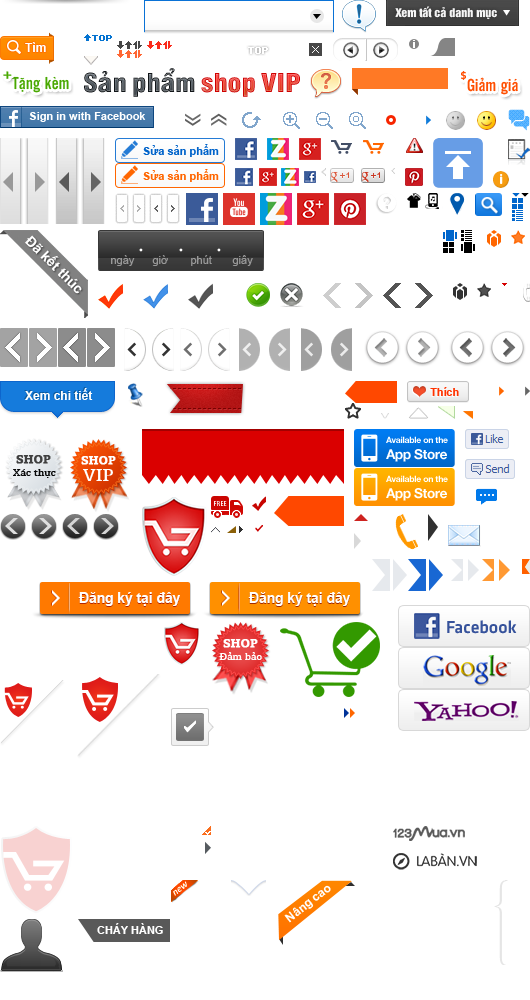 Xem tất cả danh mục
Tìm
TOP
TOP
+Tặng kèm
Sản phẩm shop VIP
?
$Giảm giá
Sign in with Facebook
Sửa sản phẩm
Sửa sản phẩm
g+1
g+1
You
Tube
g+1
Đã kết thúc
ngày
giờ
phút
giây
Xem chi tiết
Thích
SHOP
Xác thực
SHOP
VIP
Available on the
App Store
Available on the
App Store
Like
Send
FREE
Đăng ký tại đây
Đăng ký tại đây
SHOP
Đảm bảo
Facebook
Google
YAHOO!
123Mua.vn
LABÀN.VN
new
Nâng cao
CHÁY HÀNG